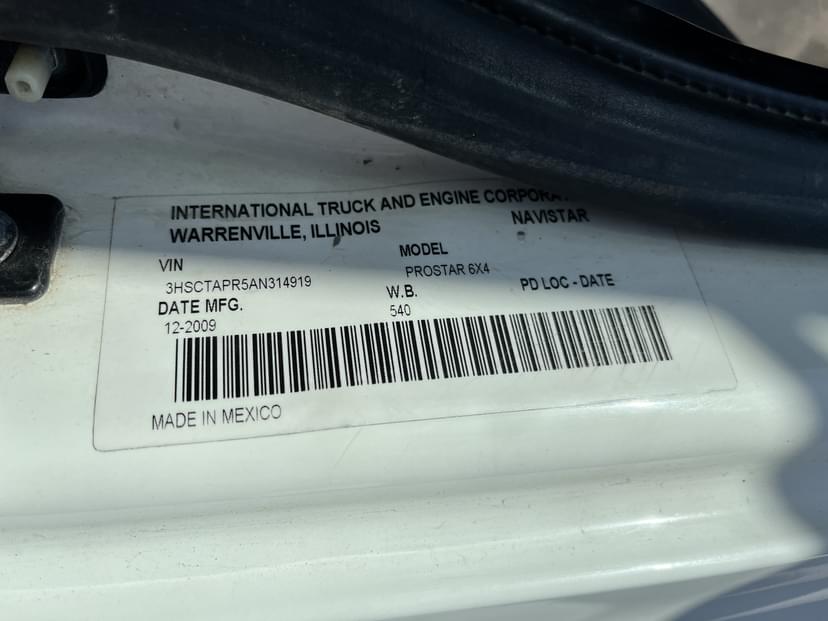 INTERNATIONAL TRUCK AND ENGINE
WARRENVILLE, ILLINOIS NAVISTAR
VIN MODEL
3HSCTAPR5AN314919 PROSTAR 6X4
DATE MFG. W.B. PD LOC - DATE
12-2009 540
MADE IN MEXICO